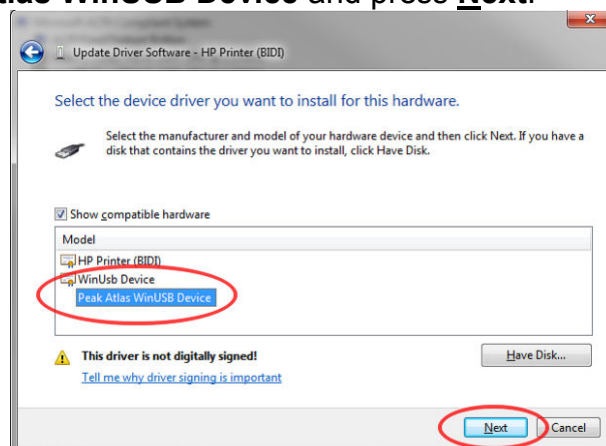 tlas WinUSB Device and press Next.
Update Driver Software - HP Printer (BIDI)
Select the device driver you want to install for this hardware.
Select the manufacturer and model of your hardware device and then click Next. If you have a
disk that contains the driver you want to install, click Have Disk.
Show compatible hardware
Model
HP Printer (BIDI)
WinUsb Device
Peak Atlas WinUSB Device
This driver is not digitally signed!
Have Disk...
Tell me why driver signing is important
Next
Cancel